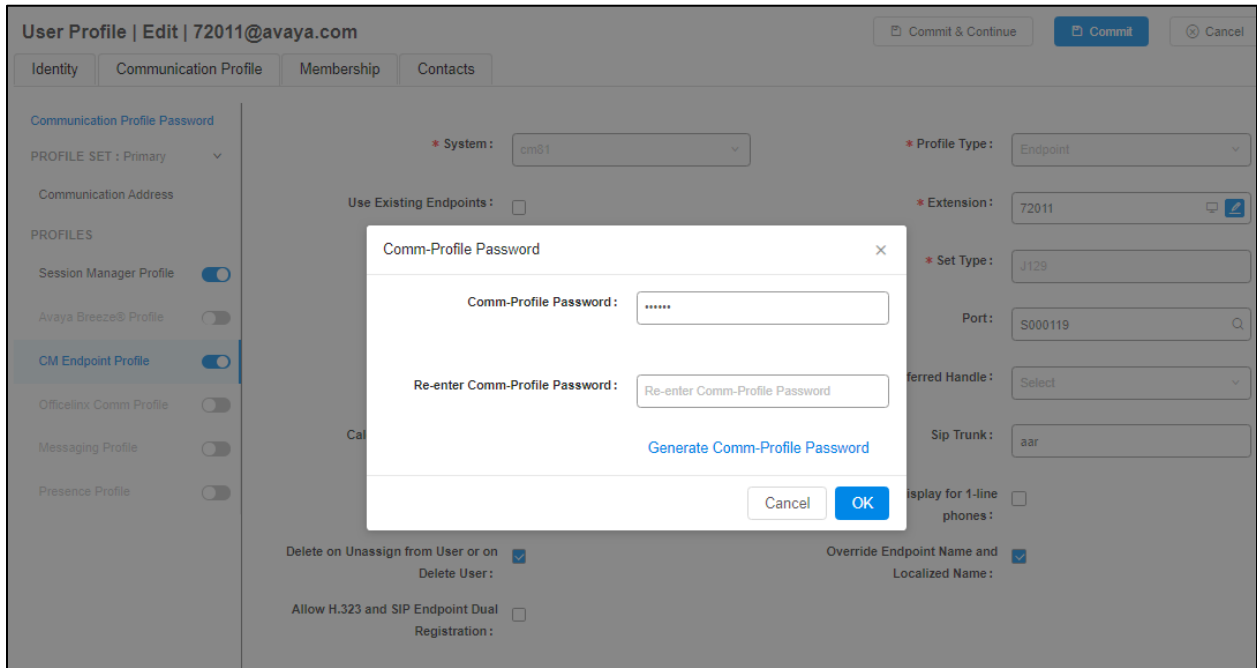 User Profile | Edit | 72011@avaya.com
Commit & Continue
Commit
Cancel
Identity
Communication Profile
Membership
Contacts
Communication Profile Password
PROFILE SET : Primary
Communication Address
PROFILES
Session Manager Profile
Avaya Breeze® Profile
CM Endpoint Profile
Officelinx Comm Profile
Messaging Profile
Presence Profile
* System :
cm81
* Profile Type :
Endpoint
Use Existing Endpoints :
* Extension :
72011
* Set Type :
J129
Port :
S000119
ferred Handle :
Select
Cal
Sip Trunk :
aar
isplay for 1-line
phones :
Comm-Profile Password
Comm-Profile Password :
••••••
Re-enter Comm-Profile Password :
Re-enter Comm-Profile Password
Generate Comm-Profile Password
Cancel
OK
Delete on Unassign from User or on
Delete User :
Override Endpoint Name and
Localized Name :
Allow H.323 and SIP Endpoint Dual
Registration :